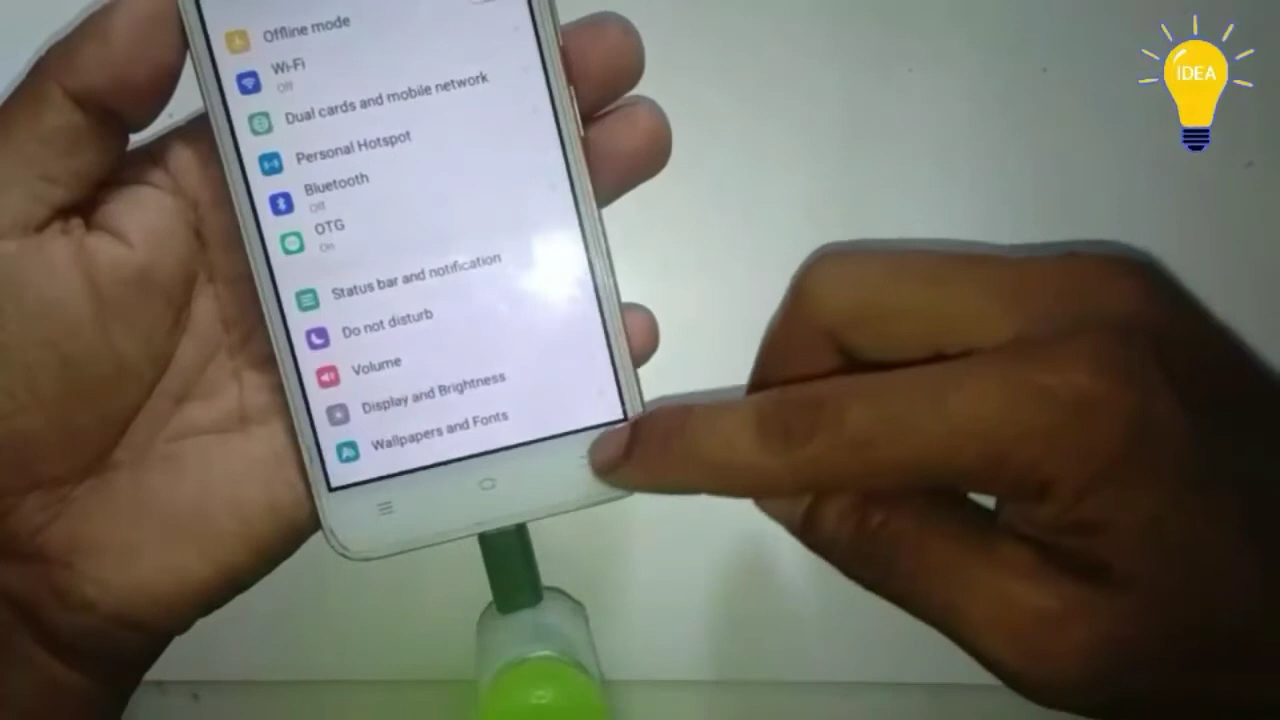 IDEA
Offline mode
Wi-Fi
Off
Dual cards and mobile network
Personal Hotspot
Bluetooth
Off
OTG
On
Status bar and notification
Do not disturb
Volume
Display and Brightness
Wallpapers and Fonts